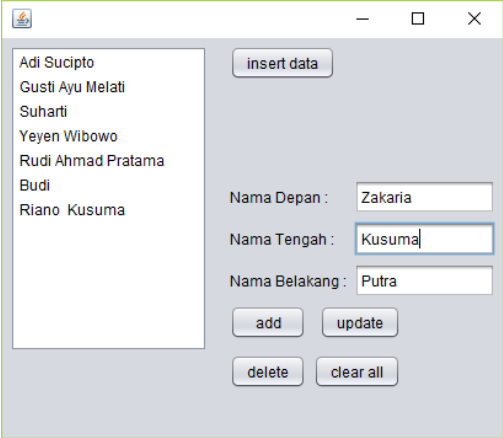 Adi Sucipto
Gusti Ayu Melati
Suharti
Yeyen Wibowo
Rudi Ahmad Pratama
Budi
Riano  Kusuma
insert data
Nama Depan : Zakaria
Nama Tengah : Kusuma
Nama Belakang : Putra
add update
delete clear all